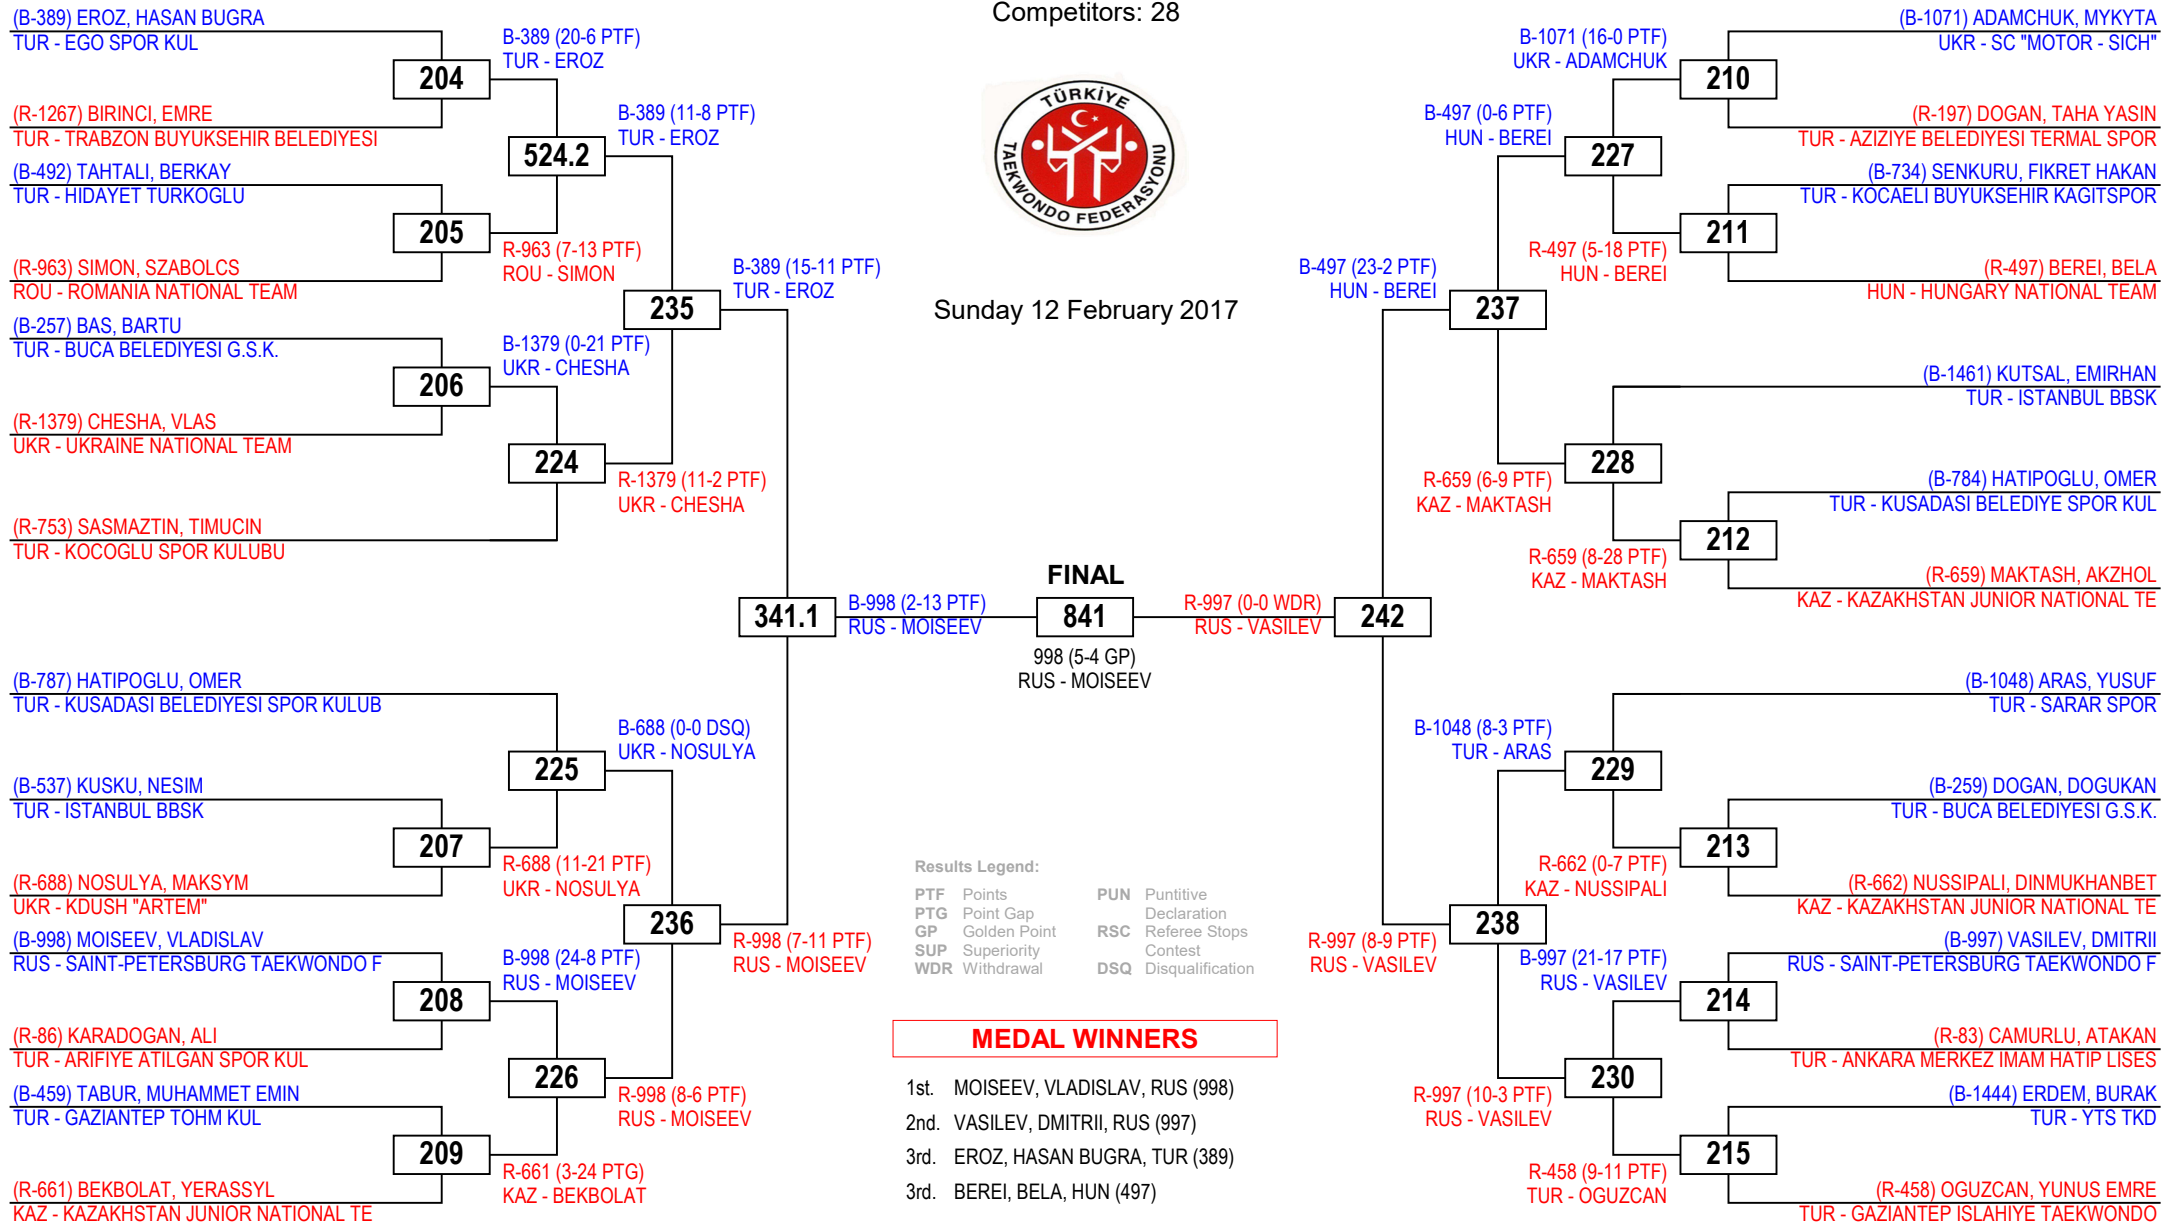 Competitors: 28
TÜRKİYE
TAEKWONDO FEDERASYONU
Sunday 12 February 2017
(B-389) EROZ, HASAN BUGRA
TUR - EGO SPOR KUL
204
(R-1267) BIRINCI, EMRE
TUR - TRABZON BUYUKSEHIR BELEDIYESI
(B-492) TAHTALI, BERKAY
TUR - HIDAYET TURKOGLU
205
(R-963) SIMON, SZABOLCS
ROU - ROMANIA NATIONAL TEAM
(B-257) BAS, BARTU
TUR - BUCA BELEDIYESI G.S.K.
206
(R-1379) CHESHA, VLAS
UKR - UKRAINE NATIONAL TEAM
(R-753) SASMAZTIN, TIMUCIN
TUR - KOCOGLU SPOR KULUBU
(B-787) HATIPOGLU, OMER
TUR - KUSADASI BELEDIYESI SPOR KULUB
(B-537) KUSKU, NESIM
TUR - ISTANBUL BBSK
207
(R-688) NOSULYA, MAKSYM
UKR - KDUSH "ARTEM"
(B-998) MOISEEV, VLADISLAV
RUS - SAINT-PETERSBURG TAEKWONDO F
208
(R-86) KARADOGAN, ALI
TUR - ARIFIYE ATILGAN SPOR KUL
(B-459) TABUR, MUHAMMET EMIN
TUR - GAZIANTEP TOHM KUL
209
(R-661) BEKBOLAT, YERASSYL
KAZ - KAZAKHSTAN JUNIOR NATIONAL TE
B-389 (20-6 PTF)
TUR - EROZ
524.2
R-963 (7-13 PTF)
ROU - SIMON
B-1379 (0-21 PTF)
UKR - CHESHA
224
B-688 (0-0 DSQ)
UKR - NOSULYA
225
R-688 (11-21 PTF)
UKR - NOSULYA
B-998 (24-8 PTF)
RUS - MOISEEV
226
R-661 (3-24 PTG)
KAZ - BEKBOLAT
B-389 (11-8 PTF)
TUR - EROZ
235
R-1379 (11-2 PTF)
UKR - CHESHA
236
R-998 (8-6 PTF)
RUS - MOISEEV
B-389 (15-11 PTF)
TUR - EROZ
341.1
R-998 (7-11 PTF)
RUS - MOISEEV
B-998 (2-13 PTF)
RUS - MOISEEV
FINAL
841
998 (5-4 GP)
RUS - MOISEEV
R-997 (0-0 WDR)
RUS - VASILEV
242
B-497 (23-2 PTF)
HUN - BEREI
237
R-997 (8-9 PTF)
RUS - VASILEV
238
B-497 (0-6 PTF)
HUN - BEREI
227
R-659 (6-9 PTF)
KAZ - MAKTASH
228
B-1048 (8-3 PTF)
TUR - ARAS
229
R-997 (10-3 PTF)
RUS - VASILEV
230
B-1071 (16-0 PTF)
UKR - ADAMCHUK
R-497 (5-18 PTF)
HUN - BEREI
R-659 (8-28 PTF)
KAZ - MAKTASH
R-662 (0-7 PTF)
KAZ - NUSSIPALI
B-997 (21-17 PTF)
RUS - VASILEV
R-458 (9-11 PTF)
TUR - OGUZCAN
(B-1071) ADAMCHUK, MYKYTA
UKR - SC "MOTOR - SICH"
210
(R-197) DOGAN, TAHA YASIN
TUR - AZIZIYE BELEDIYESI TERMAL SPOR
(B-734) SENKURU, FIKRET HAKAN
TUR - KOCAELI BUYUKSEHIR KAGITSPOR
211
(R-497) BEREI, BELA
HUN - HUNGARY NATIONAL TEAM
(B-1461) KUTSAL, EMIRHAN
TUR - ISTANBUL BBSK
(B-784) HATIPOGLU, OMER
TUR - KUSADASI BELEDIYE SPOR KUL
212
(R-659) MAKTASH, AKZHOL
KAZ - KAZAKHSTAN JUNIOR NATIONAL TE
(B-1048) ARAS, YUSUF
TUR - SARAR SPOR
(B-259) DOGAN, DOGUKAN
TUR - BUCA BELEDIYESI G.S.K.
213
(R-662) NUSSIPALI, DINMUKHANBET
KAZ - KAZAKHSTAN JUNIOR NATIONAL TE
(B-997) VASILEV, DMITRII
RUS - SAINT-PETERSBURG TAEKWONDO F
214
(R-83) CAMURLU, ATAKAN
TUR - ANKARA MERKEZ IMAM HATIP LISES
(B-1444) ERDEM, BURAK
TUR - YTS TKD
215
(R-458) OGUZCAN, YUNUS EMRE
TUR - GAZIANTEP ISLAHIYE TAEKWONDO
Results Legend:
PTF Points
PTG Point Gap
GP Golden Point
SUP Superiority
WDR Withdrawal
PUN Puntitive
Declaration
RSC Referee Stops
Contest
DSQ Disqualification
MEDAL WINNERS
1st. MOISEEV, VLADISLAV, RUS (998)
2nd. VASILEV, DMITRII, RUS (997)
3rd. EROZ, HASAN BUGRA, TUR (389)
3rd. BEREI, BELA, HUN (497)